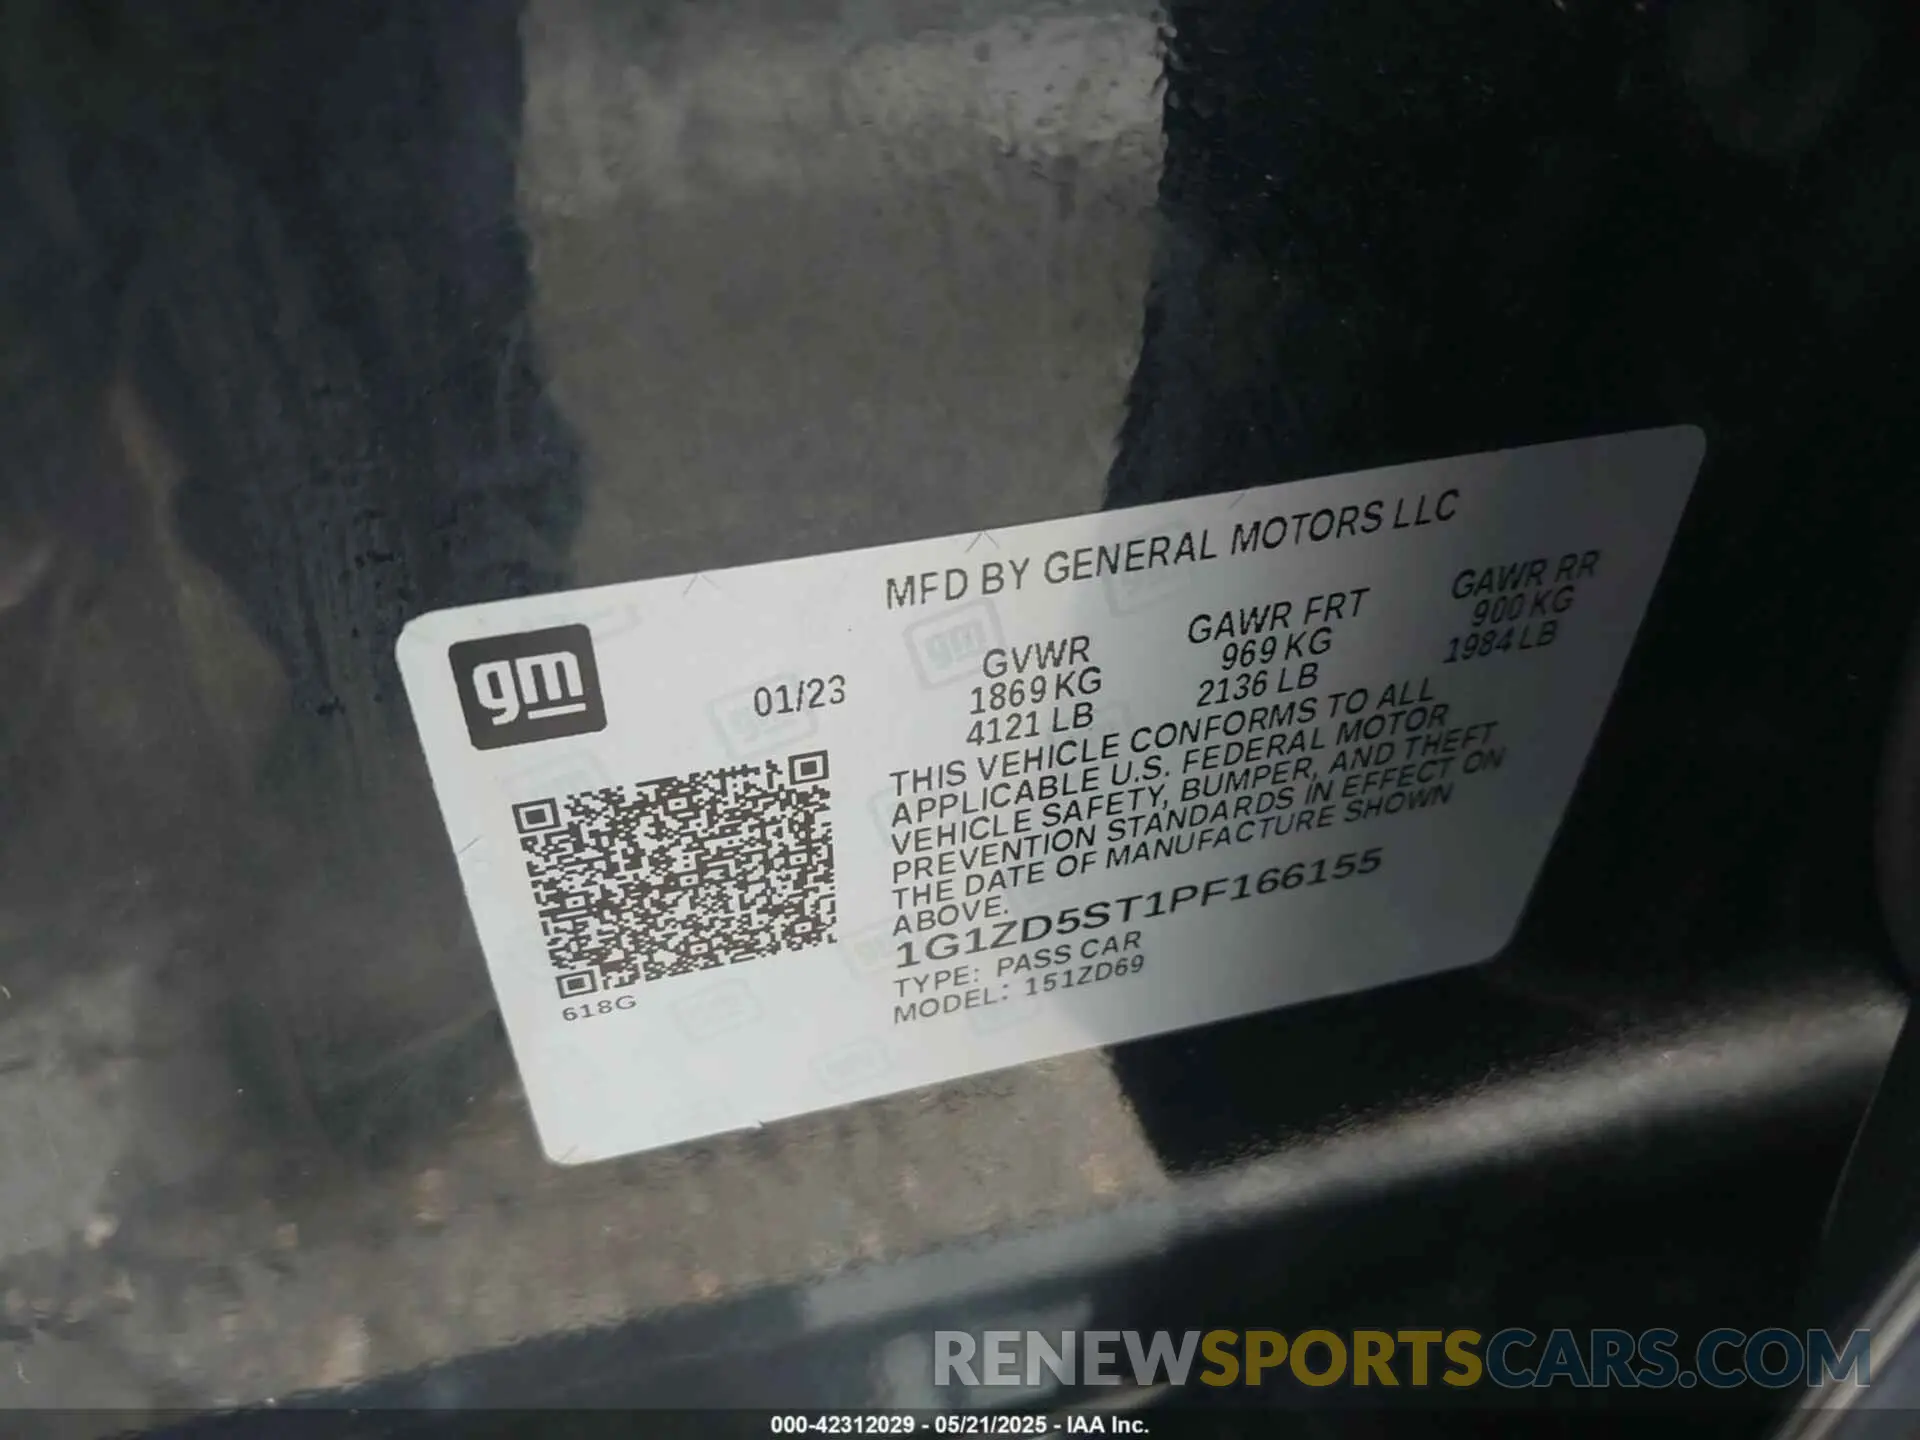 MFD BY GENERAL MOTORS LLC
gm
01/23
GVWR GAWR FRT GAWR RR
1869 KG 969 KG 900 KG
4121 LB 2136 LB 1984 LB
THIS VEHICLE CONFORMS TO ALL
APPLICABLE U.S. FEDERAL MOTOR
VEHICLE SAFETY, BUMPER, AND THEFT
PREVENTION STANDARDS IN EFFECT ON
THE DATE OF MANUFACTURE SHOWN
ABOVE.
1G1ZD5ST1PF166155
TYPE: PASS CAR
MODEL: 151ZD69
618G
RENEWSPORTSCARS.COM
000-42312029 - 05/21/2025 - IAA Inc.